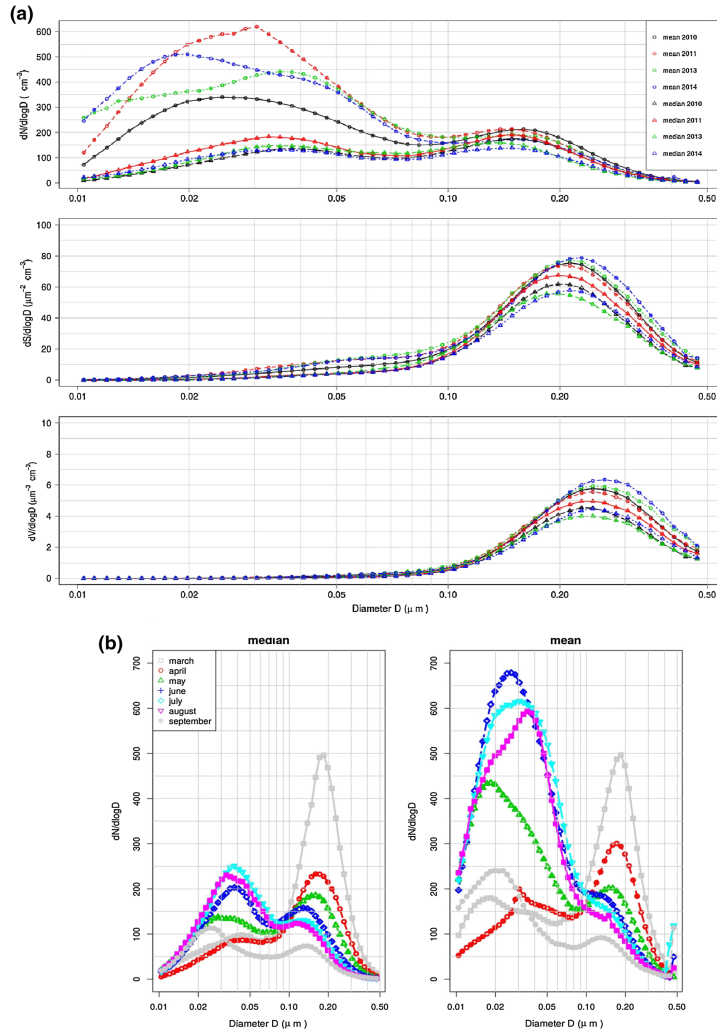 (a)
600
500
400
300
200
100
0
dN/dlogD ( cm⁻³)
mean 2010
mean 2011
mean 2013
mean 2014
median 2010
median 2011
median 2013
median 2014
0.01 0.02 0.05 0.10 0.20 0.50
100
80
60
40
20
10
0
dS/dlogD (μm⁻² cm⁻³)
0.01 0.02 0.05 0.10 0.20 0.50
10
8
6
4
2
0
dV/dlogD (μm⁻³ cm⁻³)
0.01 0.02 0.05 0.10 0.20 0.50
Diameter D (μ m )
(b)
median
700
600
500
400
300
200
100
0
dN/dlogD
march
april
may
june
july
august
september
0.01 0.02 0.05 0.10 0.20 0.50
Diameter D (μ m )
mean
700
600
500
400
300
200
100
0
dN/dlogD
0.01 0.02 0.05 0.10 0.20 0.50
Diameter D (μ m )